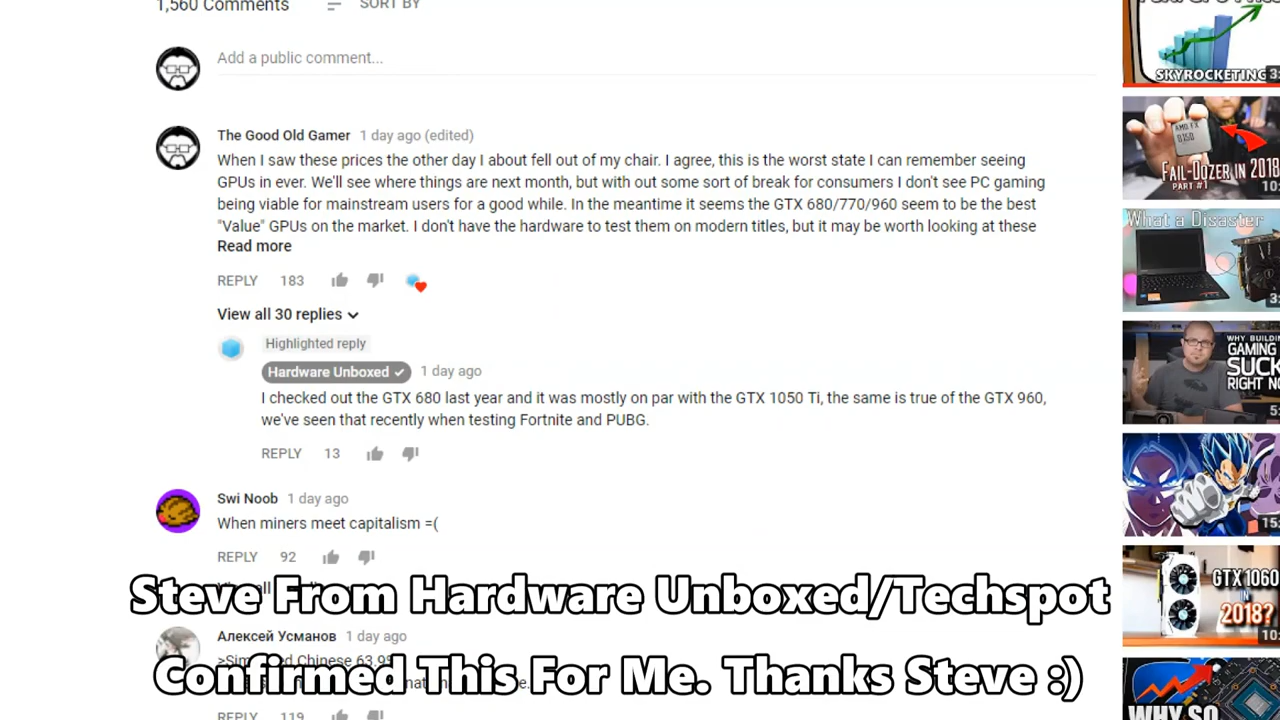 1,560 Comments
SORT BY
Add a public comment...
The Good Old Gamer 1 day ago (edited)
When I saw these prices the other day I about fell out of my chair. I agree, this is the worst state I can remember seeing
GPUs in ever. We'll see where things are next month, but with out some sort of break for consumers I don't see PC gaming
being viable for mainstream users for a good while. In the meantime it seems the GTX 680/770/960 seem to be the best
"Value" GPUs on the market. I don't have the hardware to test them on modern titles, but it may be worth looking at these
Read more
REPLY 183
View all 30 replies
Highlighted reply
Hardware Unboxed 1 day ago
I checked out the GTX 680 last year and it was mostly on par with the GTX 1050 Ti, the same is true of the GTX 960,
we've seen that recently when testing Fortnite and PUBG.
REPLY 13
Swi Noob 1 day ago
When miners meet capitalism =(
REPLY 92
Steve From Hardware Unboxed/Techspot
Алексей Усманов 1 day ago
Chinese
Confirmed This For Me. Thanks Steve :)
REPLY 119
SKYROCKETING
AMD FX
FAIL-DOZER IN 2018
PART #1
What a Disaster
WHY BUILDIN
GAMING
SUCK
RIGHT NO
GTX 1060
IN
2018?
WHY SO